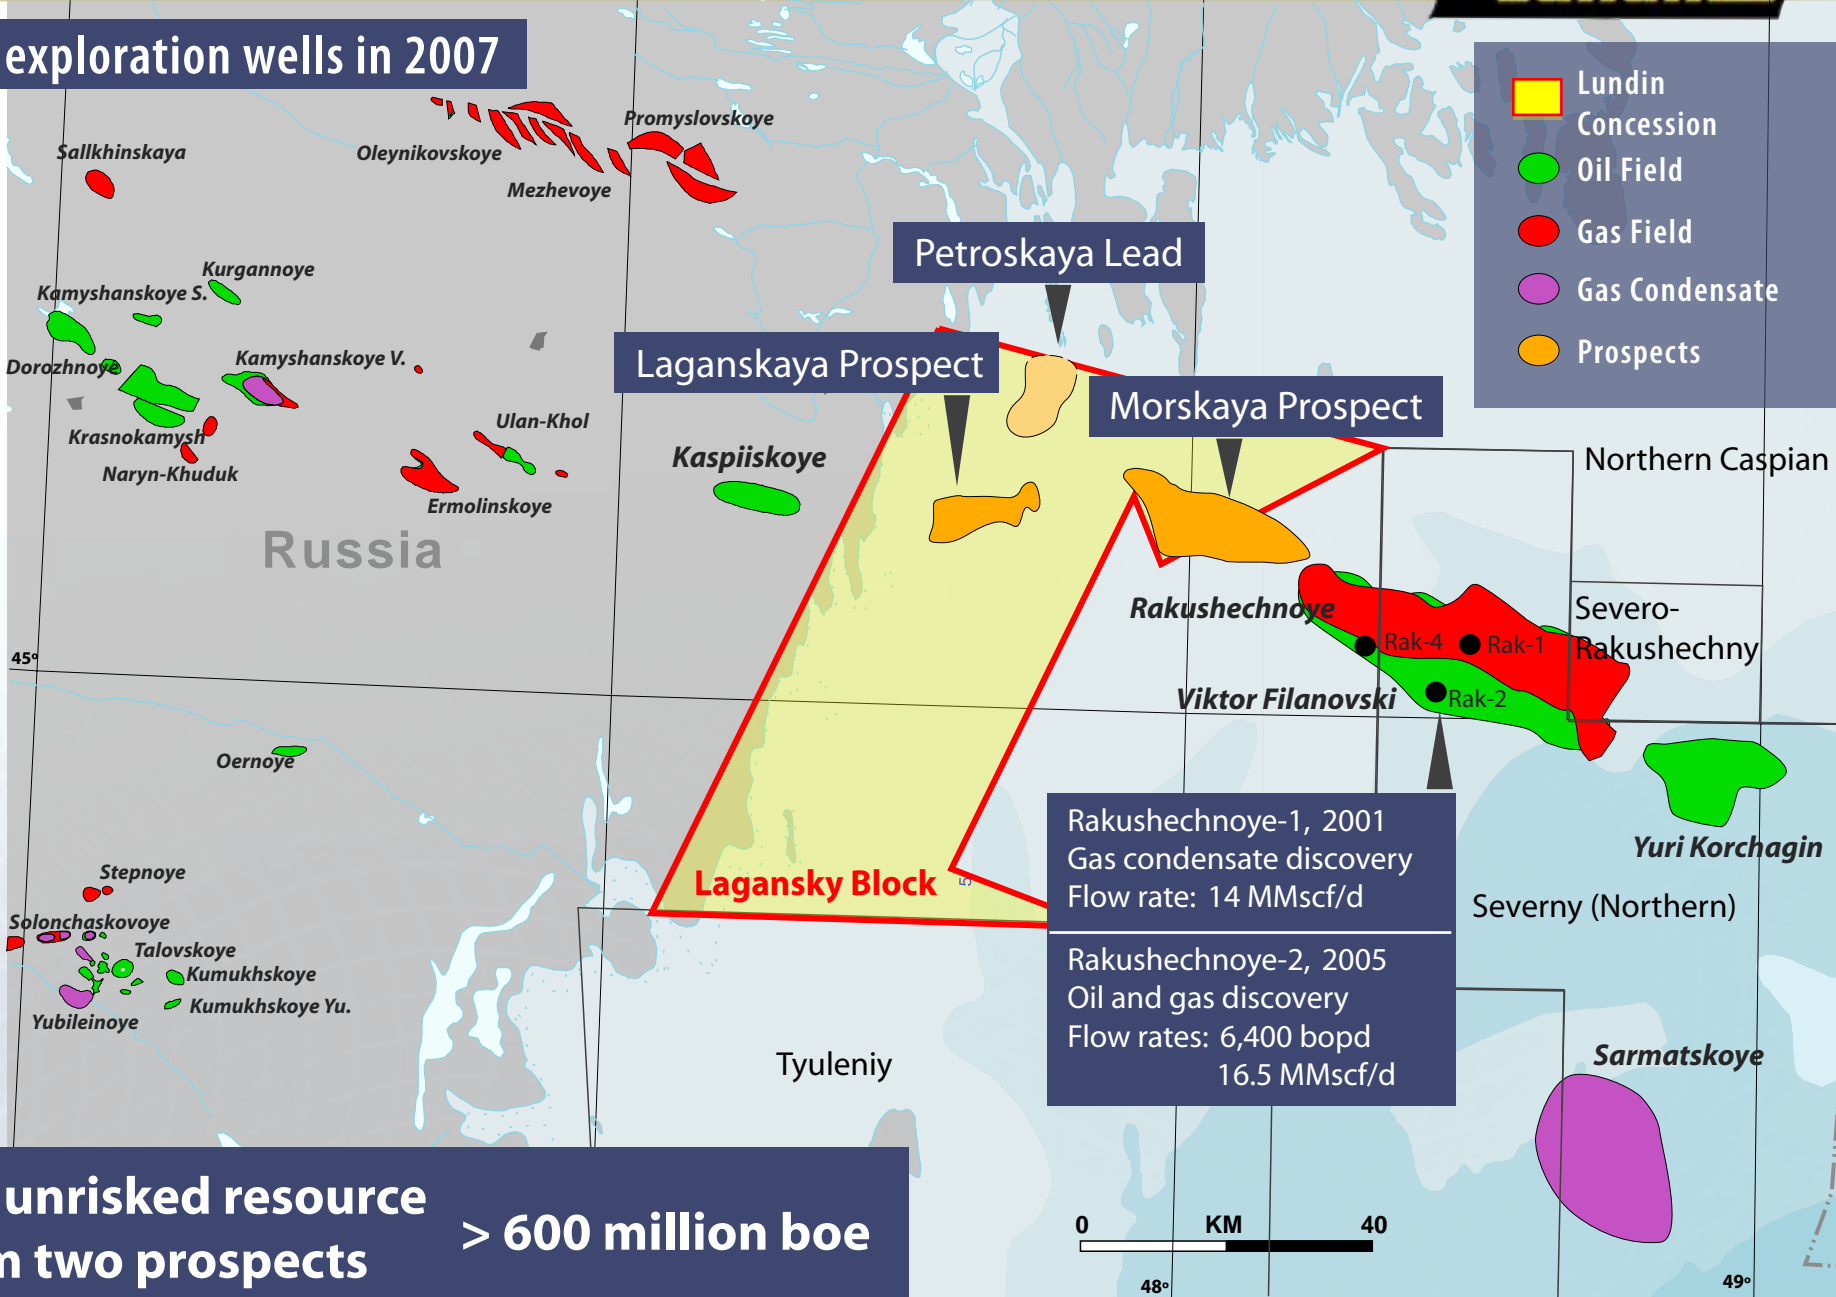 exploration wells in 2007
Lundin
Concession
Oil Field
Gas Field
Gas Condensate
Prospects
Promyslovskoye
Oleynikovskoye
Mezhevoye
Sallkhinskaya
Kurgannoye
Kamyshanskoye S.
Dorozhnoye
Kamyshanskoye V.
Krasnokamysh
Naryn-Khuduk
Ulan-Khol
Ermolinskoye
Russia
Kaspiiskoye
Petroskaya Lead
Laganskaya Prospect
Morskaya Prospect
Northern Caspian
Rakushechnoye
Severo-
Rakushechny
Rak-4
Rak-1
Rak-2
Viktor Filanovski
45º
Oernoye
Yuri Korchagin
Stepnoye
Solonchaskovoye
Talovskoye
Kumukhskoye
Kumukhskoye Yu.
Yubileinoye
Lagansky Block
5
Rakushechnoye-1, 2001
Gas condensate discovery
Flow rate: 14 MMscf/d
Rakushechnoye-2, 2005
Oil and gas discovery
Flow rates: 6,400 bopd
16.5 MMscf/d
Severny (Northern)
Tyuleniy
Sarmatskoye
unrisked resource
two prospects
> 600 million boe
0 KM 40
48º
49º